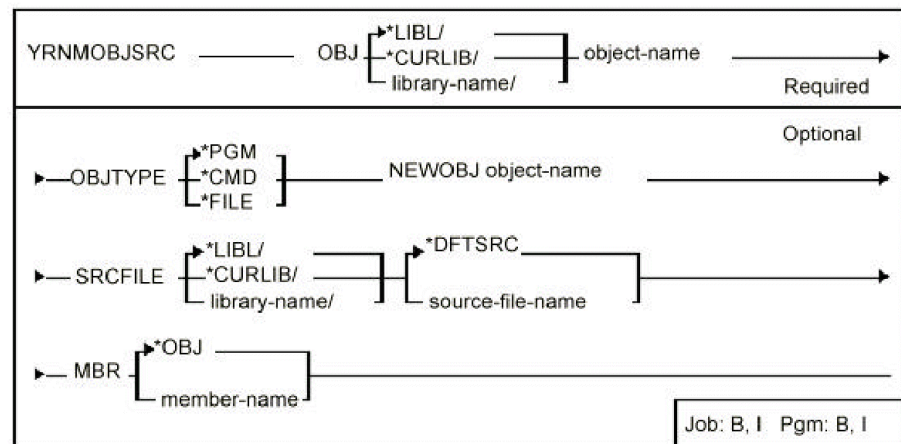 *LIBL/
YRNMOBJSRC OBJ *CURLIB/ object-name
library-name/
Required
Optional
*PGM
OBJTYPE *CMD NEWOBJ object-name
*FILE
*LIBL/ *DFTSRC
SRCFILE *CURLIB/
library-name/ source-file-name
*OBJ
MBR
member-name
Job: B, I Pgm: B, I